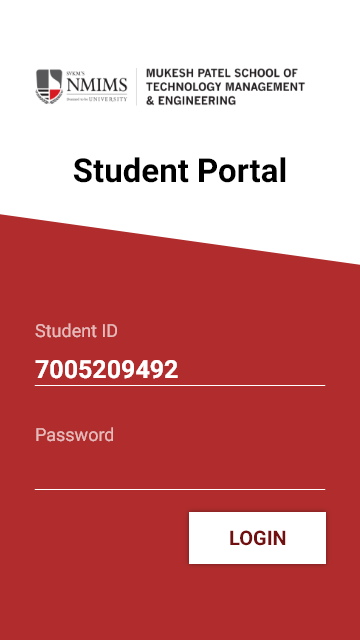 SVKM'S
NMIMS
Deemed to be UNIVERSITY
MUKESH PATEL SCHOOL OF
TECHNOLOGY MANAGEMENT
& ENGINEERING
Student Portal
Student ID
7005209492
Password
LOGIN